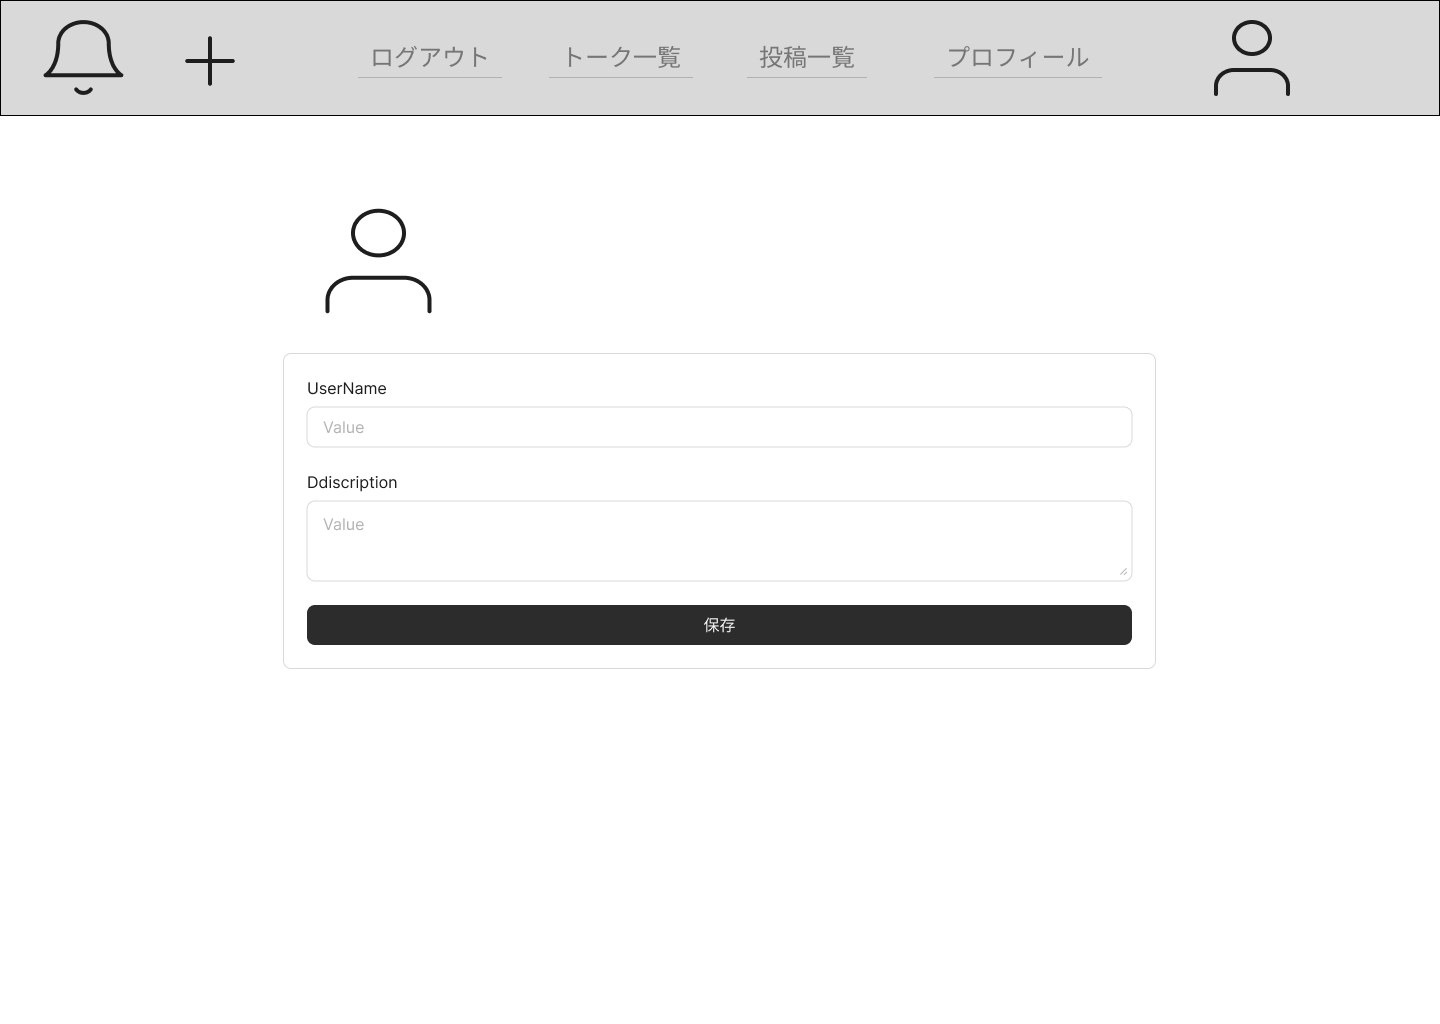 ログアウト
トーク一覧
投稿一覧
プロフィール
UserName
Value
Ddiscription
Value
保存